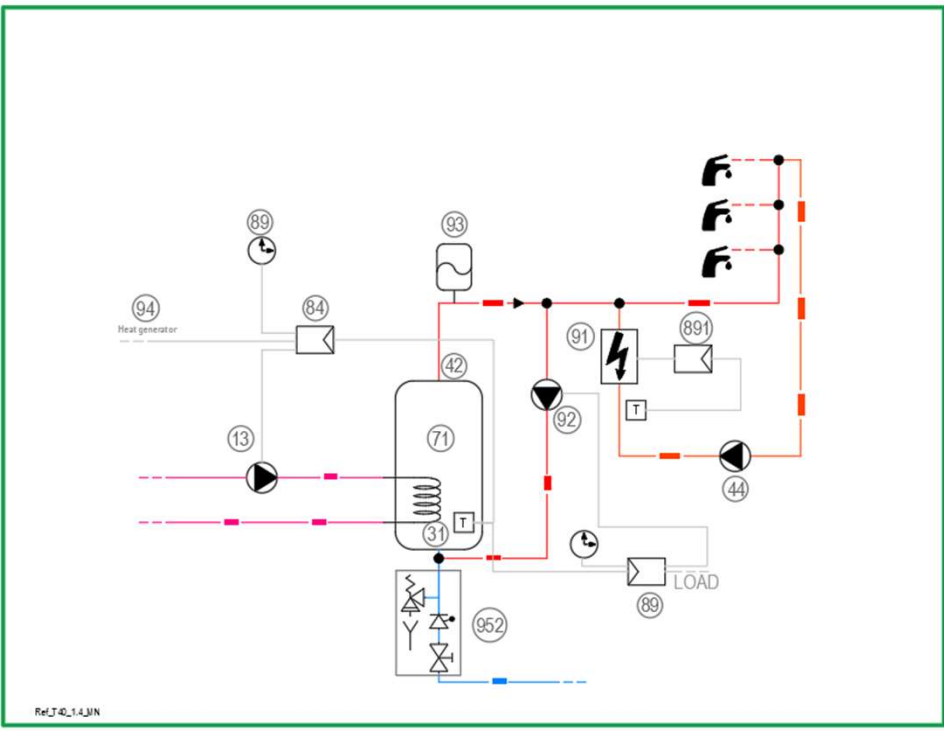 89
93
94
Heat generator
84
91
891
42
T
92
13
71
44
31
T
LOAD
89
952
Ref_T40_1.4_MN